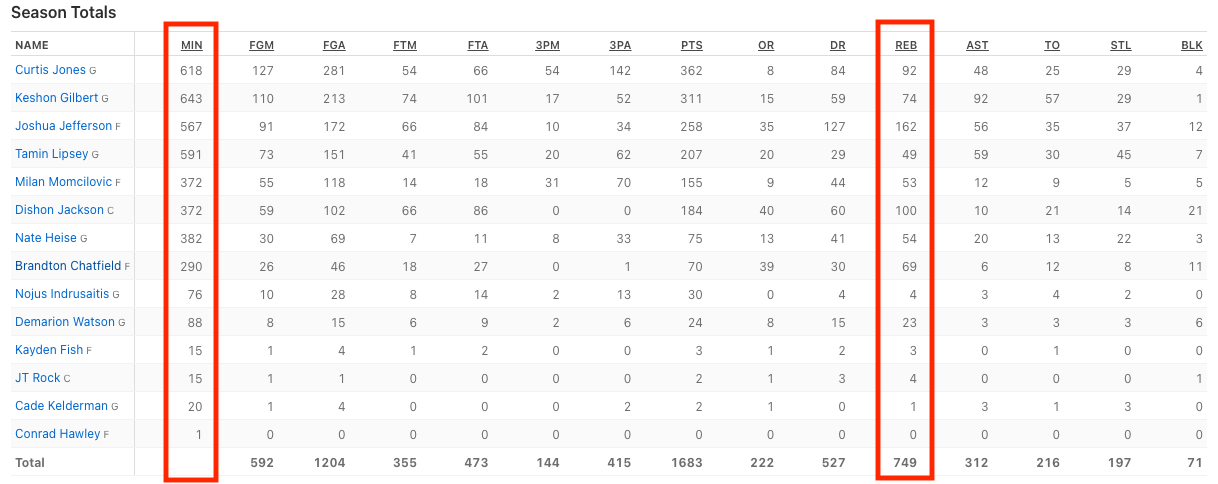 Season Totals
NAME MIN FGM FGA FTM FTA 3PM 3PA PTS OR DR REB AST TO STL BLK
Curtis Jones G 618 127 281 54 66 54 142 362 8 84 92 48 25 29 4
Keshon Gilbert G 643 110 213 74 101 17 52 311 15 59 74 92 57 29 1
Joshua Jefferson F 567 91 172 66 84 10 34 258 35 127 162 56 35 37 12
Tamin Lipsey G 591 73 151 41 55 20 62 207 20 29 49 59 30 45 7
Milan Momcilovic F 372 55 118 14 18 31 70 155 9 44 53 12 9 5 5
Dishon Jackson C 372 59 102 66 86 0 0 184 40 60 100 10 21 14 21
Nate Heise G 382 30 69 7 11 8 33 75 13 41 54 20 13 22 3
Brandton Chatfield F 290 26 46 18 27 0 1 70 39 30 69 6 12 8 11
Nojus Indrusaitis G 76 10 28 8 14 2 13 30 0 4 4 3 4 2 0
Demarion Watson G 88 8 15 6 9 2 6 24 8 15 23 3 3 3 6
Kayden Fish F 15 1 4 1 2 0 0 3 1 2 3 0 1 0 0
JT Rock C 15 1 1 0 0 0 0 2 1 3 4 0 0 0 1
Cade Kelderman G 20 1 4 0 0 0 2 2 1 0 1 3 1 3 0
Conrad Hawley F 1 0 0 0 0 0 0 0 0 0 0 0 0 0 0
Total 592 1204 355 473 144 415 1683 222 527 749 312 216 197 71